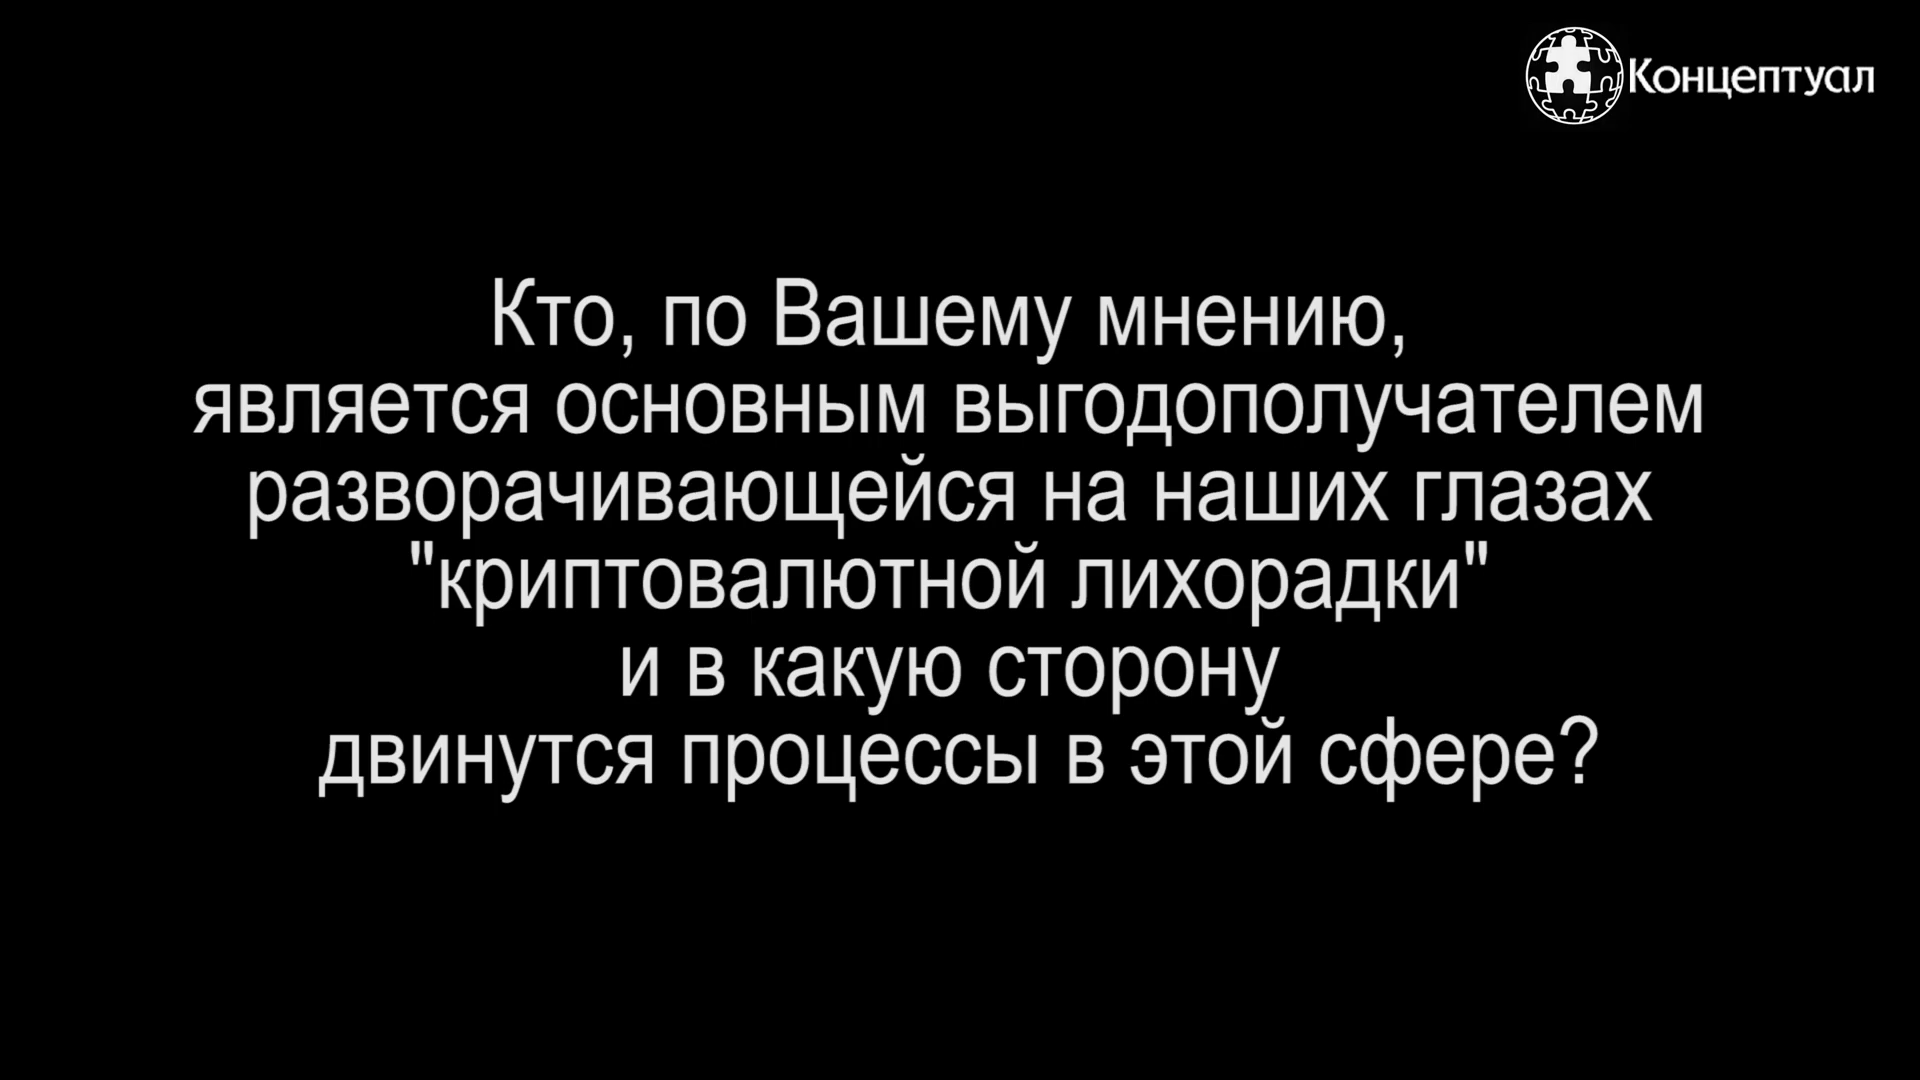 Концептуал
Кто, по Вашему мнению,
является основным выгодополучателем
разворачивающейся на наших глазах
"криптовалютной лихорадки"
и в какую сторону
двинутся процессы в этой сфере?